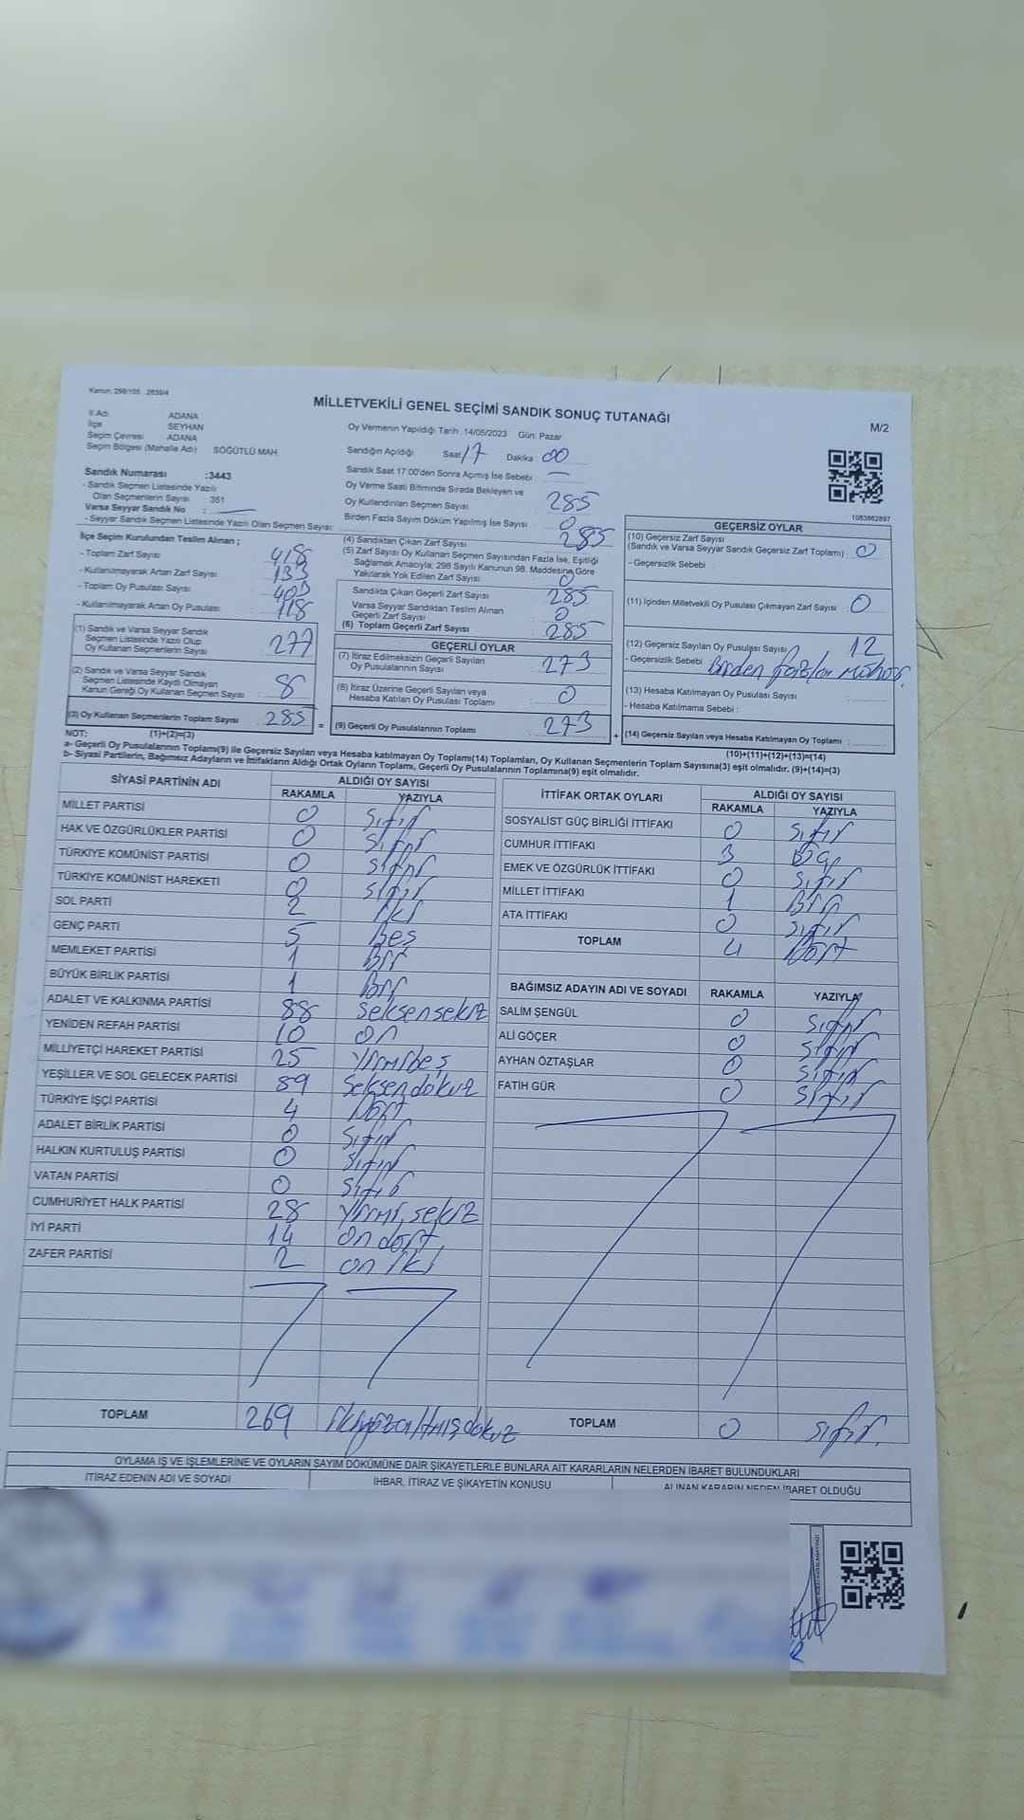 Kanun: 298/105 2839/4
MİLLETVEKİLİ GENEL SEÇİMİ SANDIK SONUÇ TUTANAĞI
M/2
İl Adı ADANA
İlçe SEYHAN
Seçim Çevresi ADANA
Seçim Bölgesi (Mahalle Adı) SÖĞÜTLÜ MAH
Oy Vermenin Yapıldığı Tarih :14/05/2023 Gün: Pazar
Sandığın Açıldığı Saat 17 Dakika 00
Sandık Saat 17:00'den Sonra Açmış İse Sebebi : —
Oy Verme Saati Bitiminde Sırada Bekleyen ve
Oy Kullandırılan Seçmen Sayısı 285
Birden Fazla Sayım Döküm Yapılmış İse Sayısı : 0
Sandık Numarası :3443
- Sandık Seçmen Listesinde Yazılı
Olan Seçmenlerin Sayısı 351
Varsa Seyyar Sandık No :
- Seyyar Sandık Seçmen Listesinde Yazılı Olan Seçmen Sayısı:
1083862897
İlçe Seçim Kurulundan Teslim Alınan ;
- Toplam Zarf Sayısı 418
- Kullanılmayarak Artan Zarf Sayısı 133
- Toplam Oy Pusulası Sayısı
- Kullanılmayarak Artan Oy Pusulası 118
(1) Sandık ve Varsa Seyyar Sandık
Seçmen Listesinde Yazılı Olup
Oy Kullanan Seçmenlerin Sayısı 277
(2) Sandık ve Varsa Seyyar Sandık
Seçmen Listesinde Kayıtlı Olmayan
Kanun Gereği Oy Kullanan Seçmen Sayısı 8
(3) Oy Kullanan Seçmenlerin Toplam Sayısı 285
(4) Sandıktan Çıkan Zarf Sayısı 285
(5) Zarf Sayısı Oy Kullanan Seçmen Sayısından Fazla İse, Eşitliği
Sağlamak Amacıyla; 298 Sayılı Kanunun 98. Maddesine Göre
Yakılarak Yok Edilen Zarf Sayısı 0
Sandıkta Çıkan Geçerli Zarf Sayısı 285
Varsa Seyyar Sandıktan Teslim Alınan
Geçerli Zarf Sayısı 0
(6) Toplam Geçerli Zarf Sayısı 285
GEÇERLİ OYLAR
(7) İtiraz Edilmeksizin Geçerli Sayılan
Oy Pusulalarının Sayısı 273
(8) İtiraz Üzerine Geçerli Sayılan veya
Hesaba Katılan Oy Pusulaları Toplamı 0
= (9) Geçerli Oy Pusulalarının Toplamı 273 +
GEÇERSİZ OYLAR
(10) Geçersiz Zarf Sayısı
(Sandık ve Varsa Seyyar Sandık Geçersiz Zarf Toplamı) : 0
- Geçersizlik Sebebi
(11) İçinden Milletvekili Oy Pusulası Çıkmayan Zarf Sayısı 0
(12) Geçersiz Sayılan Oy Pusulası Sayısı 12
- Geçersizlik Sebebi Birden fazla mühür.
(13) Hesaba Katılmayan Oy Pusulası Sayısı
- Hesaba Katılmama Sebebi :
(14) Geçersiz Sayılan veya Hesaba Katılmayan Oy Toplamı
NOT: (1)+(2)=(3) (10)+(11)+(12)+(13)=(14)
a- Geçerli Oy Pusulalarının Toplamı(9) ile Geçersiz Sayılan veya Hesaba katılmayan Oy Toplamı(14) Toplamları, Oy Kullanan Seçmenlerin Toplam Sayısına(3) eşit olmalıdır. (9)+(14)=(3)
b- Siyasi Partilerin, Bağımsız Adayların ve İttifakların Aldığı Ortak Oyların Toplamı, Geçerli Oy Pusulalarının Toplamına(9) eşit olmalıdır.
SİYASİ PARTİNİN ADI ALDIĞI OY SAYISI
RAKAMLA YAZIYLA
MİLLET PARTİSİ 0 Sıfır
HAK VE ÖZGÜRLÜKLER PARTİSİ 0 Sıfır
TÜRKİYE KOMÜNİST PARTİSİ 0 Sıfır
TÜRKİYE KOMÜNİST HAREKETİ 0 Sıfır
SOL PARTİ 2 İki
GENÇ PARTİ 5 Beş
MEMLEKET PARTİSİ 1 Bir
BÜYÜK BİRLİK PARTİSİ 1 Bir
ADALET VE KALKINMA PARTİSİ 88 Seksensekiz
YENİDEN REFAH PARTİSİ 10 on
MİLLİYETÇİ HAREKET PARTİSİ 25 Yirmibeş
YEŞİLLER VE SOL GELECEK PARTİSİ 89 Seksendokuz
TÜRKİYE İŞÇİ PARTİSİ 4 Dört
ADALET BİRLİK PARTİSİ 0 Sıfır
HALKIN KURTULUŞ PARTİSİ 0 Sıfır
VATAN PARTİSİ 0 Sıfır
CUMHURİYET HALK PARTİSİ 28 Yirmi sekiz
İYİ PARTİ 14 on dört
ZAFER PARTİSİ 2 on iki
TOPLAM 269 ikiyüzaltmışdokuz
İTTİFAK ORTAK OYLARI ALDIĞI OY SAYISI
RAKAMLA YAZIYLA
SOSYALİST GÜÇ BİRLİĞİ İTTİFAKI 0 Sıfır
CUMHUR İTTİFAKI 3
EMEK VE ÖZGÜRLÜK İTTİFAKI 0 Sıfır
MİLLET İTTİFAKI 1 Bir
ATA İTTİFAKI 0 Sıfır
TOPLAM 4 Dört
BAĞIMSIZ ADAYIN ADI VE SOYADI RAKAMLA YAZIYLA
SALİM ŞENGÜL 0 Sıfır
ALİ GÖÇER 0 Sıfır
AYHAN ÖZTAŞLAR 0 Sıfır
FATİH GÜR 0 Sıfır
TOPLAM 0 Sıfır.
OYLAMA İŞ VE İŞLEMLERİNE VE OYLARIN SAYIM DÖKÜMÜNE DAİR ŞİKAYETLERLE BUNLARA AİT KARARLARIN NELERDEN İBARET BULUNDUKLARI
İTİRAZ EDENİN ADI VE SOYADI İHBAR, İTİRAZ VE ŞİKAYETİN KONUSU ALINAN KARARIN NEDEN İBARET OLDUĞU